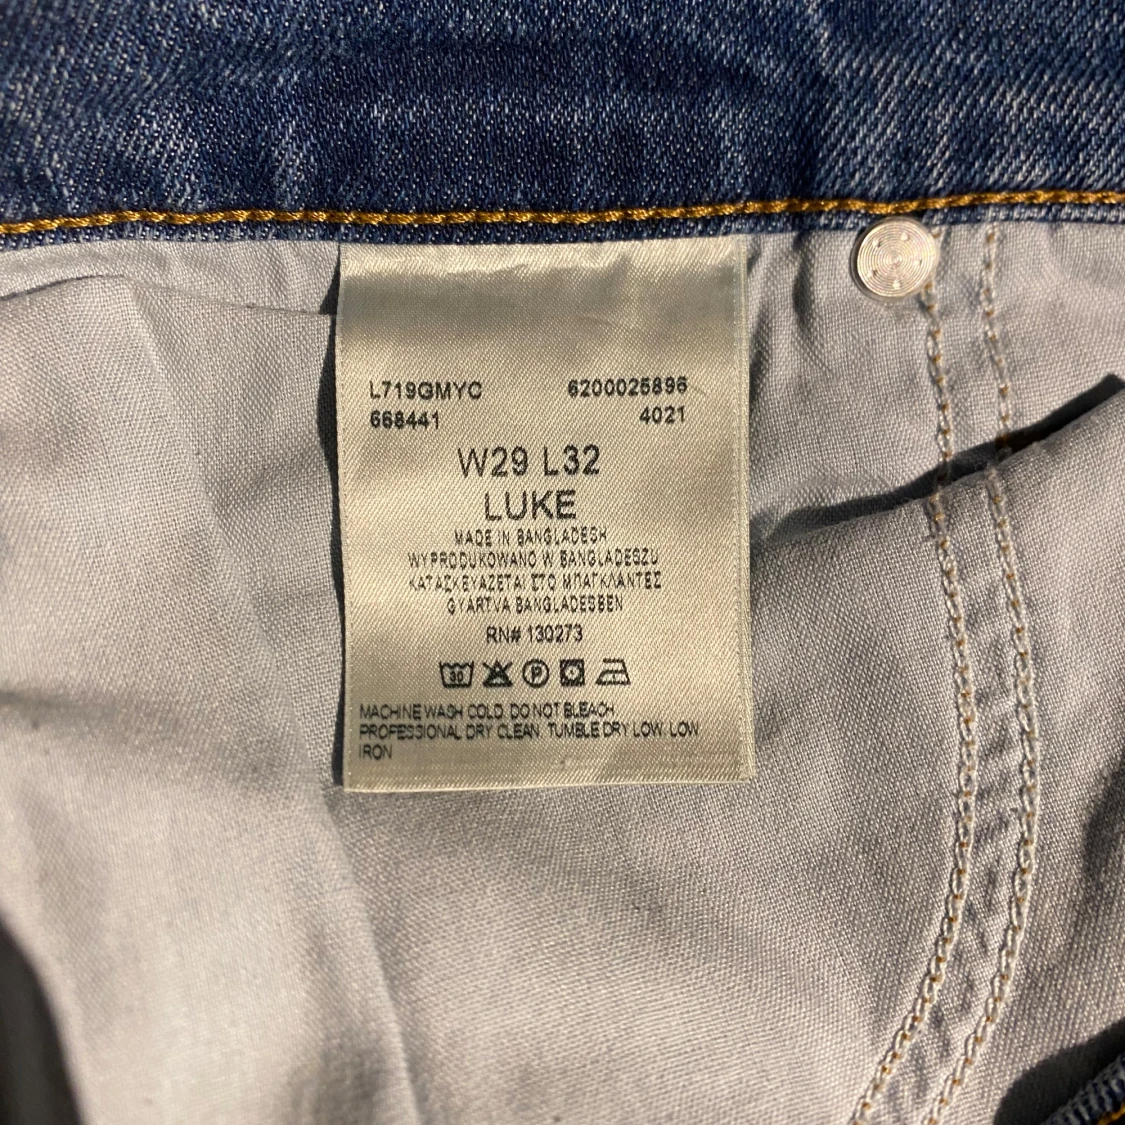 L719GMYC 6200025896
668441 4021
W29 L32
LUKE
MADE IN BANGLADESH
WYPRODUKOWANO W BANGLADESZU
ΚΑΤΑΣΚΕΥΑΖΕΤΑΙ ΣΤΟ ΜΠΑΓΚΛΑΝΤΕΣ
GYARTVA BANGLADESBEN
RN# 130273
30 P
MACHINE WASH COLD. DO NOT BLEACH.
PROFESSIONAL DRY CLEAN. TUMBLE DRY LOW. LOW
IRON